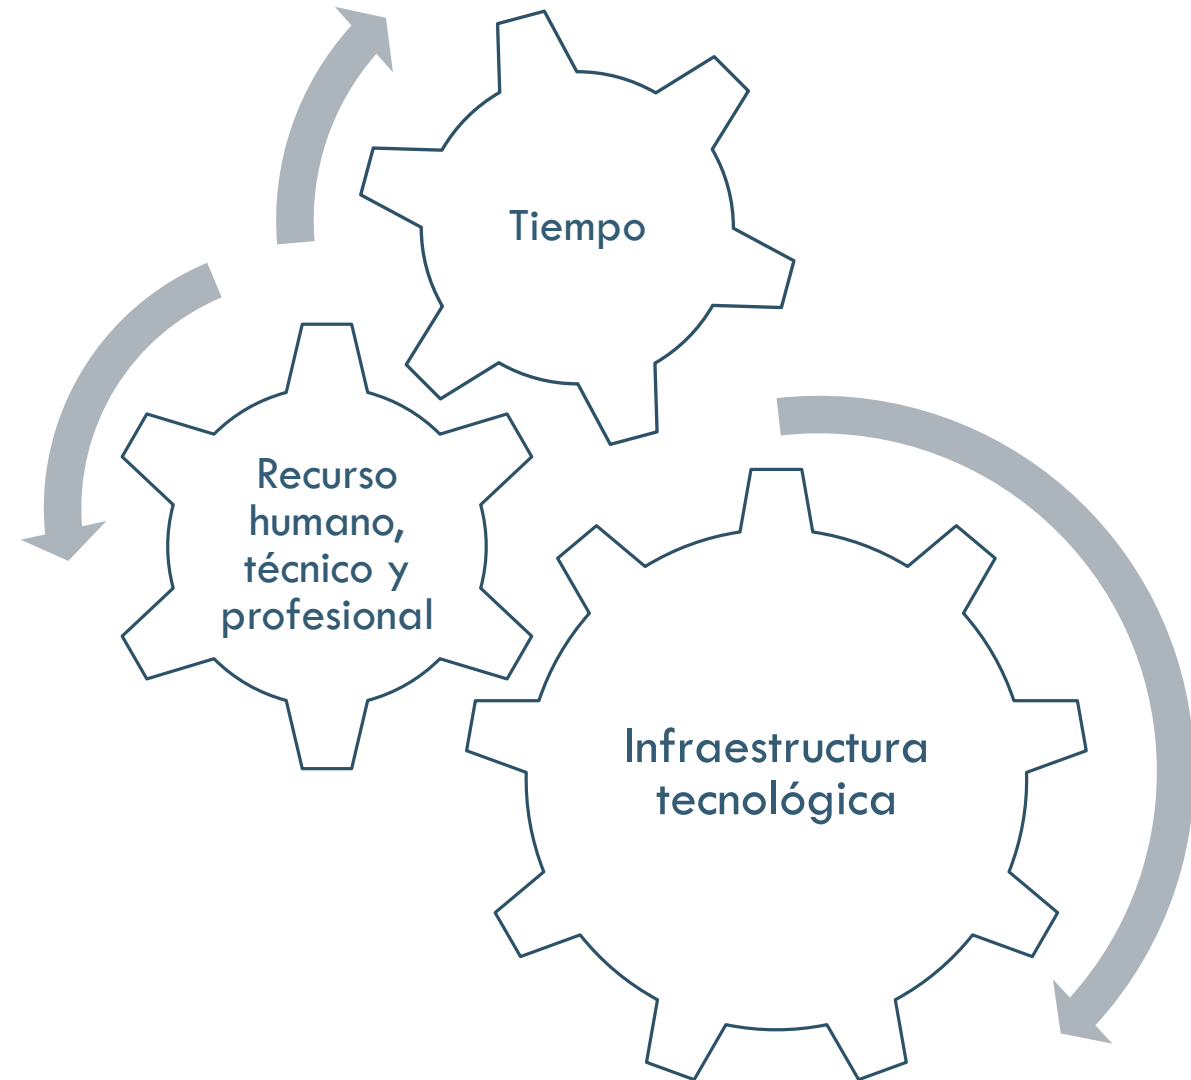 Tiempo
Recurso
humano,
técnico y
profesional
Infraestructura
tecnológica